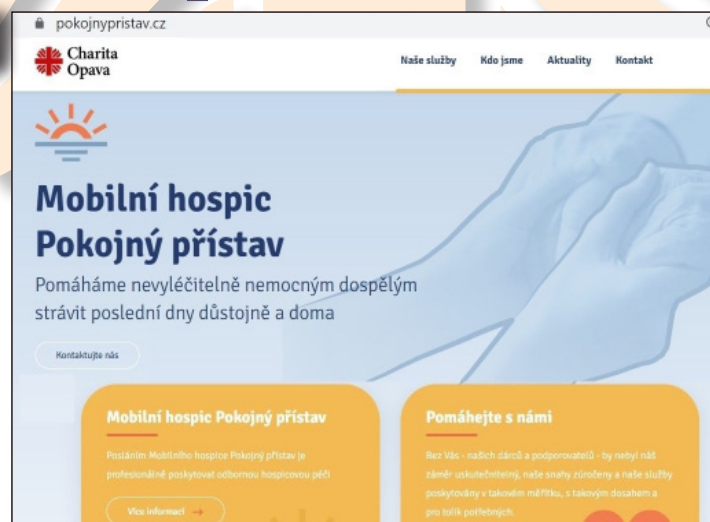 pokojnypristav.cz
Charita
Opava
Naše služby Kdo jsme Aktuality Kontakt
Mobilní hospic
Pokojný přístav
Pomáháme nevyléčitelně nemocným dospělým
strávit poslední dny důstojně a doma
Kontaktujte nás
Mobilní hospic Pokojný přístav
Posláním Mobilního hospice Pokojný přístav je
profesionálně poskytovat odbornou hospicovou péči
Více informací →
Pomáhejte s námi
Bez Vás - našich dárců a podporovatelů - by nebyl náš
záměr uskutečnitelný, naše snahy zúročeny a naše služby
poskytovány v takovém měřítku, s takovým dosahem a
pro tolik potřebných.